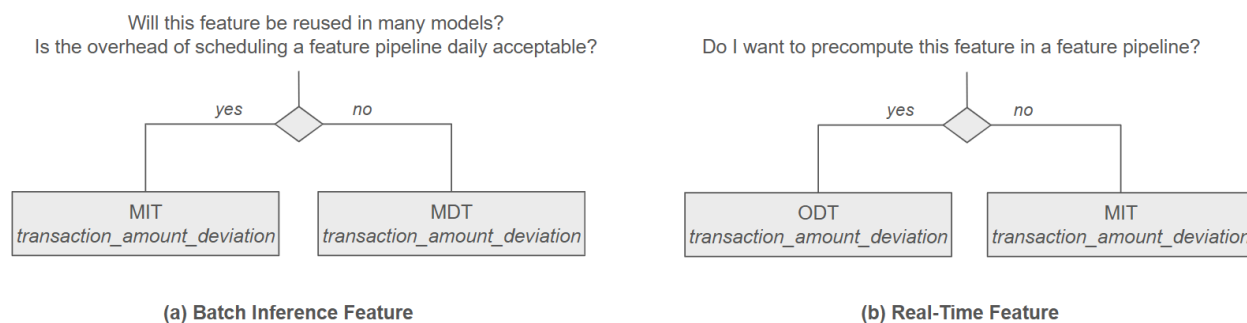 Will this feature be reused in many models?
Is the overhead of scheduling a feature pipeline daily acceptable?
yes
no
MIT
transaction_amount_deviation
MDT
transaction_amount_deviation
(a) Batch Inference Feature
Do I want to precompute this feature in a feature pipeline?
yes
no
ODT
transaction_amount_deviation
MIT
transaction_amount_deviation
(b) Real-Time Feature